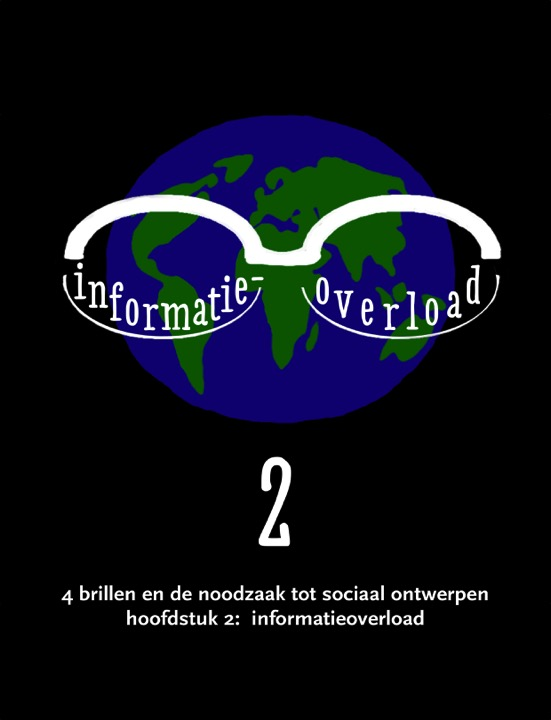 informatie-overload
2
4 brillen en de noodzaak tot sociaal ontwerpen
hoofdstuk 2: informatieoverload